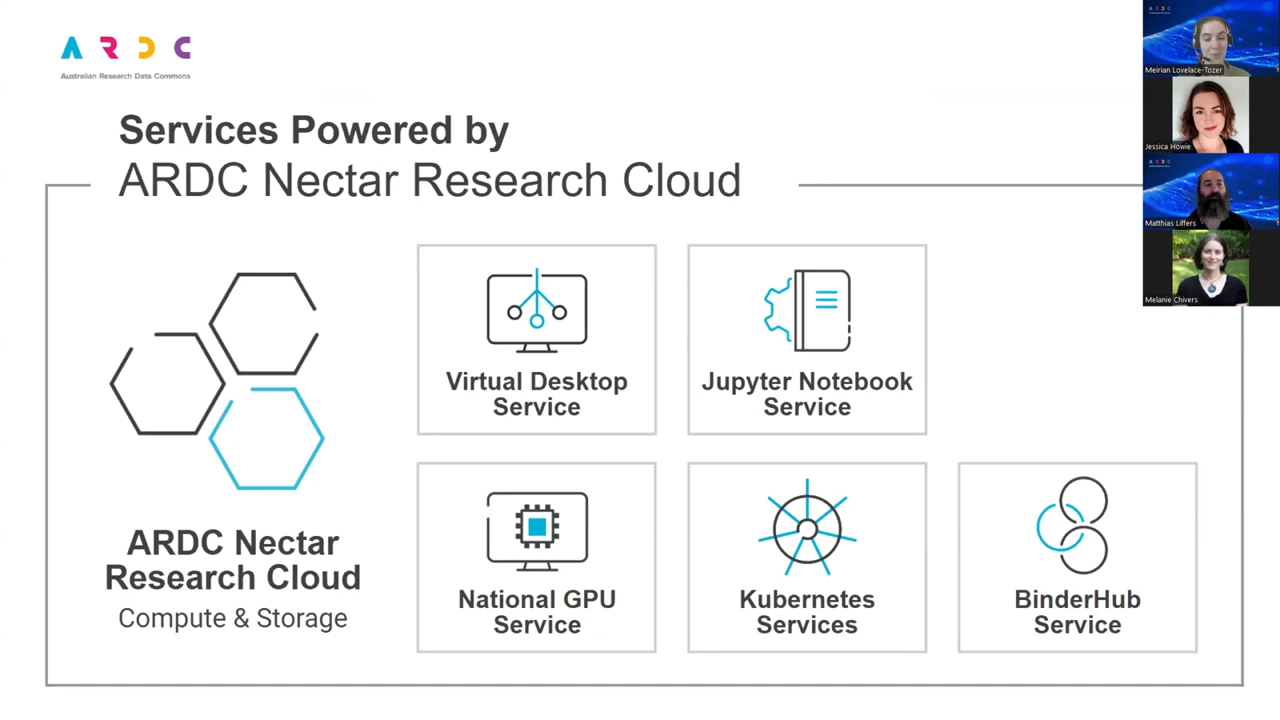 A R D C
Australian Research Data Commons
Services Powered by
ARDC Nectar Research Cloud
ARDC Nectar
Research Cloud
Compute & Storage
Virtual Desktop
Service
Jupyter Notebook
Service
National GPU
Service
Kubernetes
Services
BinderHub
Service
A R D C
Meirian Lovelace-Tozer
Jessica Howie
A R D C
Matthias Liffers
Melanie Chivers